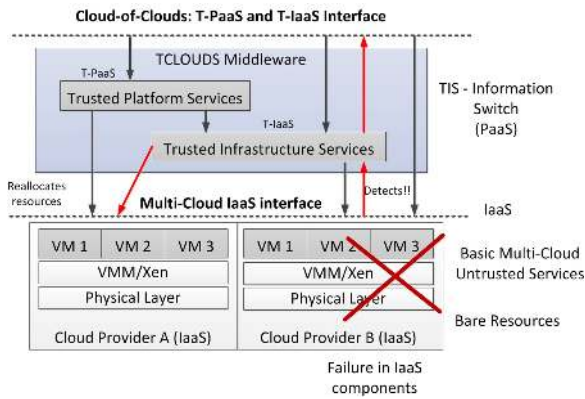 Cloud-of-Clouds: T-PaaS and T-IaaS Interface
TCLOUDS Middleware
T-PaaS
Trusted Platform Services
T-IaaS
Trusted Infrastructure Services
TIS - Information
Switch
(PaaS)
Reallocates
resources
Multi-Cloud IaaS interface
Detects!!
IaaS
VM 1 VM 2 VM 3
VMM/Xen
Physical Layer
Cloud Provider A (IaaS)
VM 1 VM 2 VM 3
VMM/Xen
Physical Layer
Cloud Provider B (IaaS)
Basic Multi-Cloud
Untrusted Services
Bare Resources
Failure in IaaS
components